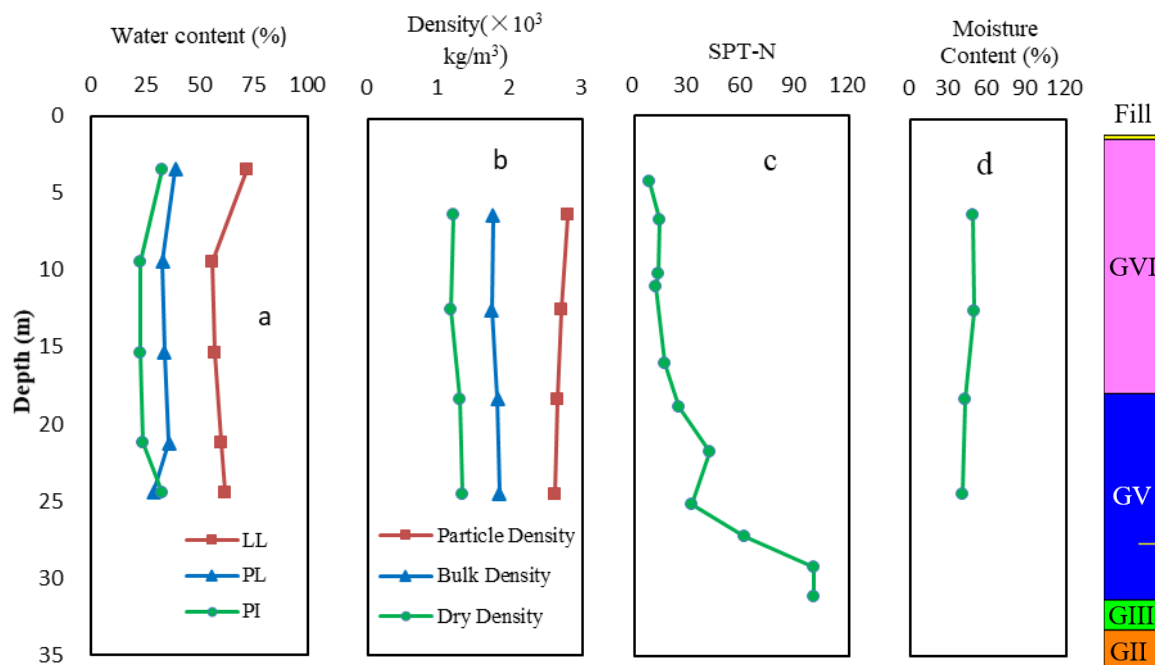 Water content (%)
0 25 50 75 100
Density(×10³
kg/m³)
0 1 2 3
SPT-N
0 30 60 90 120
Moisture
Content (%)
0 30 60 90 120
Fill
Depth (m)
0
5
10
15
20
25
30
35
a
b
c
d
LL
PL
PI
Particle Density
Bulk Density
Dry Density
GVI
GV
GIII
GII